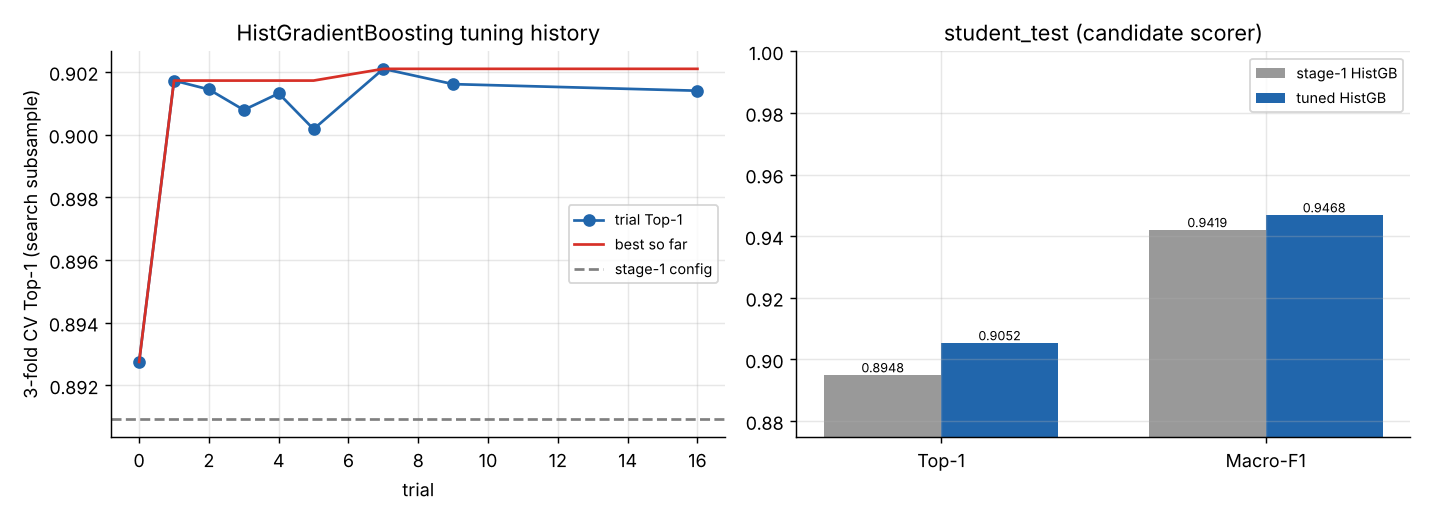 HistGradientBoosting tuning history
3-fold CV Top-1 (search subsample)
0.902
0.900
0.898
0.896
0.894
0.892
trial Top-1
best so far
stage-1 config
0
2
4
6
8
10
12
14
16
trial
student_test (candidate scorer)
1.00
0.98
0.96
0.94
0.92
0.90
0.88
stage-1 HistGB
tuned HistGB
0.8948
0.9052
0.9419
0.9468
Top-1
Macro-F1